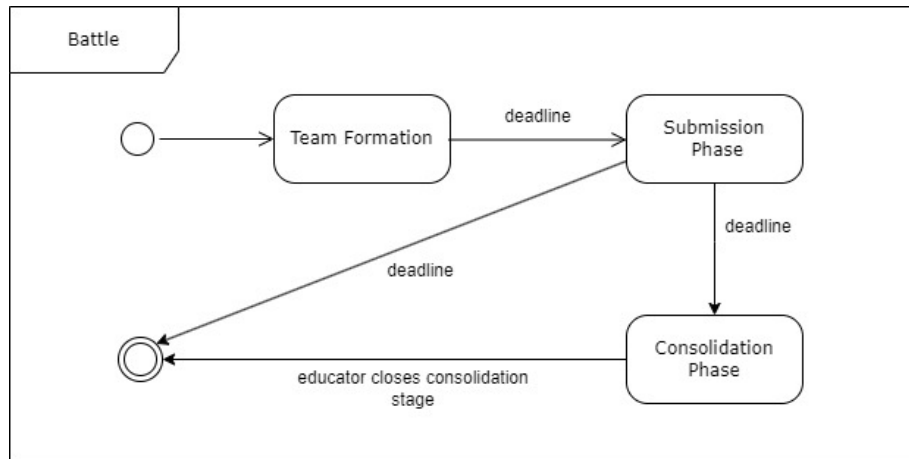 Battle
Team Formation
deadline
Submission
Phase
deadline
deadline
Consolidation
Phase
educator closes consolidation
stage